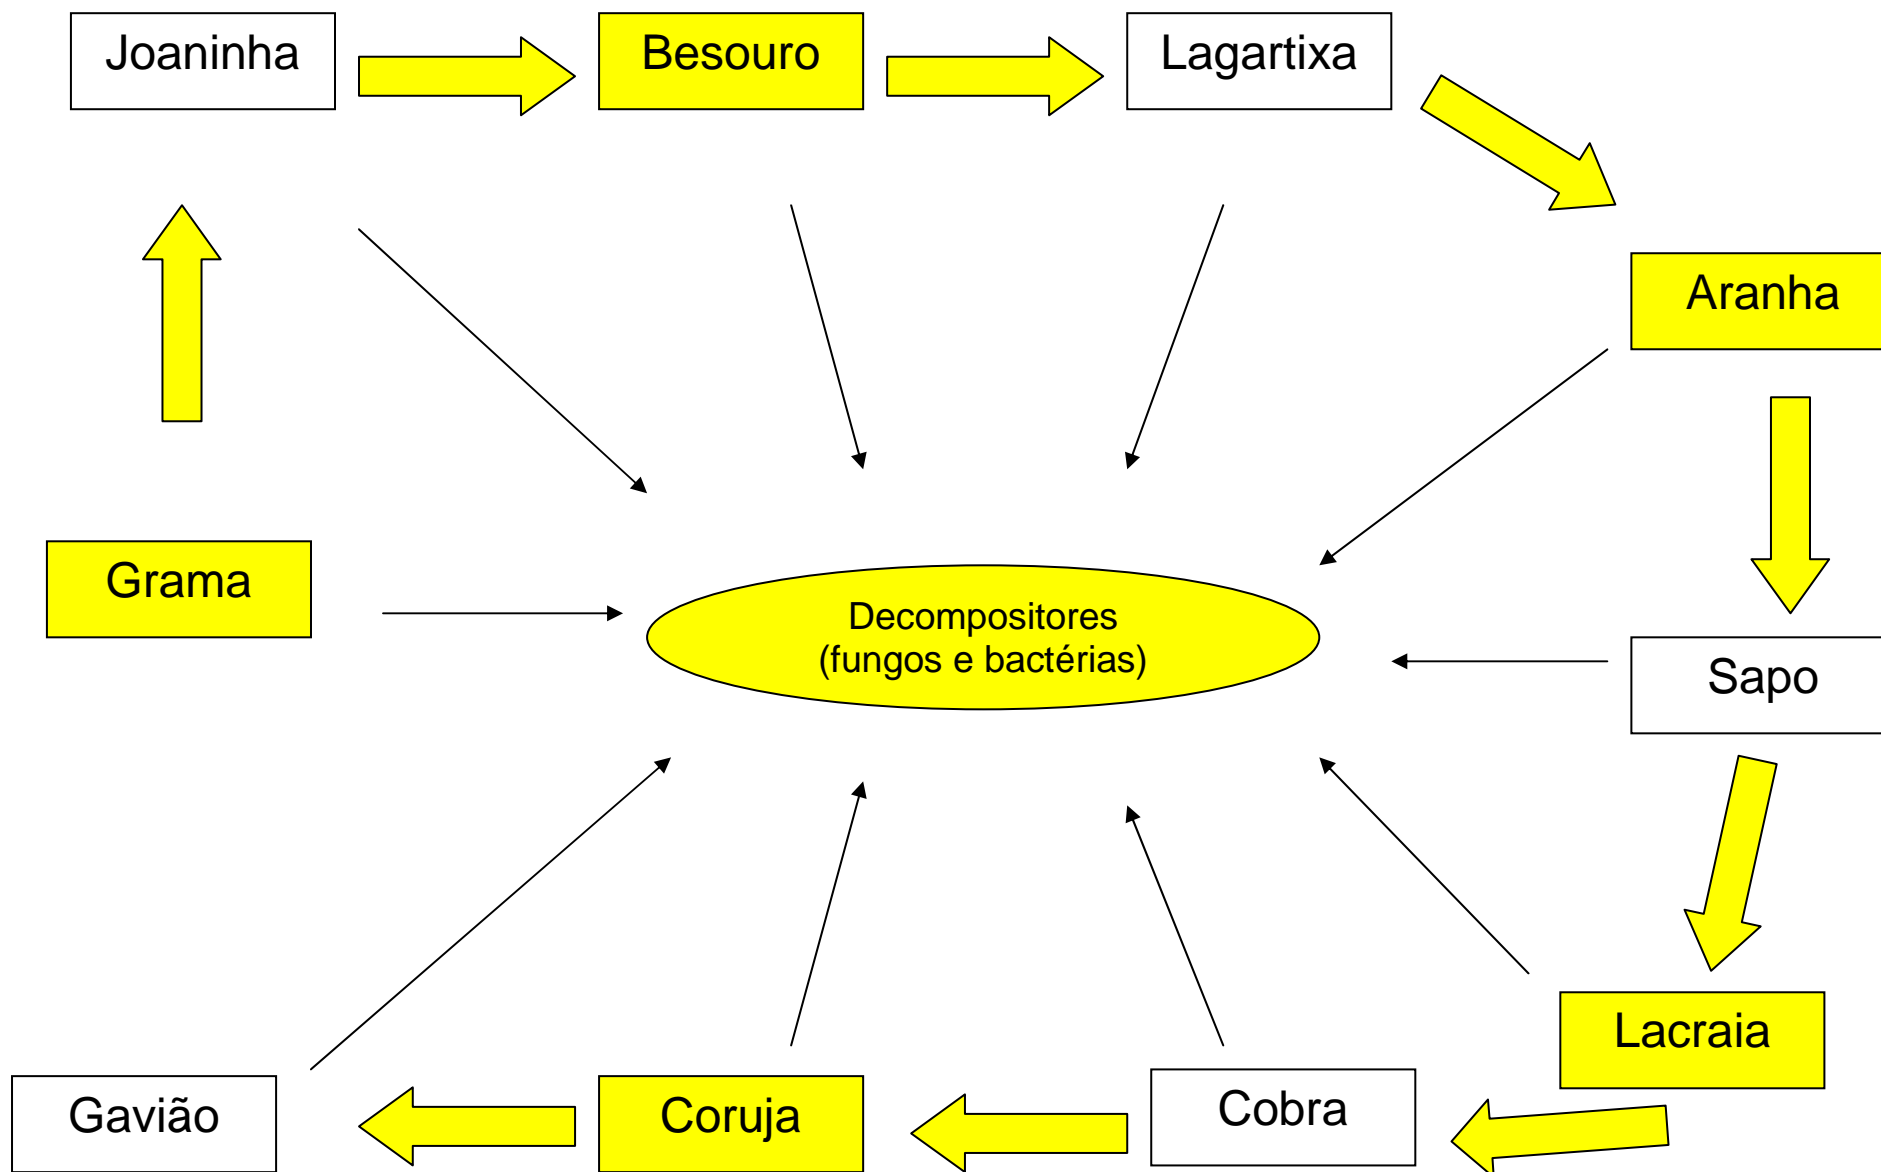 Joaninha
Besouro
Lagartixa
Aranha
Grama
Decompositores
(fungos e bactérias)
Sapo
Lacraia
Gavião
Coruja
Cobra